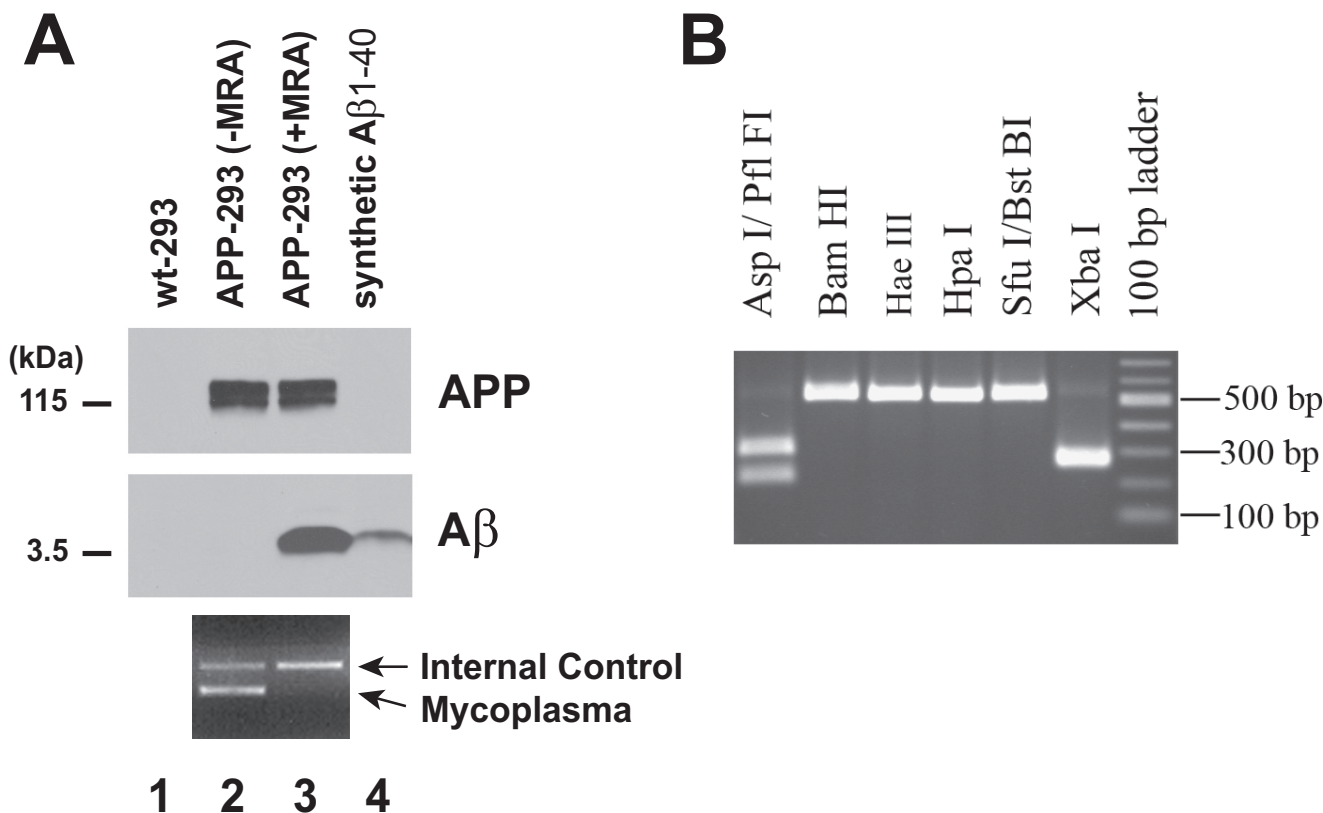 A
wt-293
APP-293 (-MRA)
APP-293 (+MRA)
synthetic Aβ1-40
(kDa)
115
APP
3.5
Aβ
Internal Control
Mycoplasma
1 2 3 4
B
Asp I/ Pfl FI
Bam HI
Hae III
Hpa I
Sfu I/Bst BI
Xba I
100 bp ladder
500 bp
300 bp
100 bp